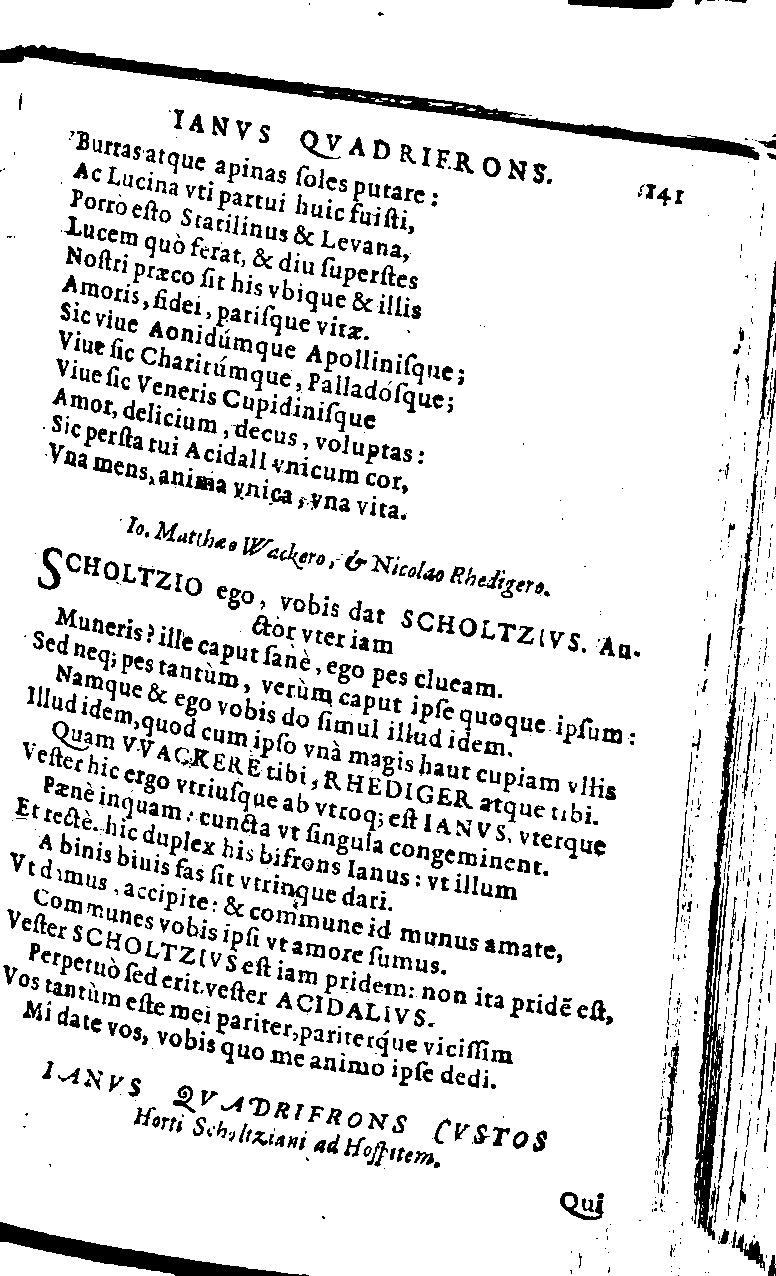 IANVS QVADRIFRONS. 141
Burras atque apinas ſoles putare:
Ac Lucina vti partui huic fuiſti,
Porrò eſto Statilinus & Levana,
Lucem quò ferat, & diu ſuperſtes
Noſtri præco ſit his vbique & illis
Amoris, fidei, pariſque vitæ.
Sic viue Aonidúmque Apolliniſque;
Viue ſic Charitúmque, Palladóſque;
Viue ſic Veneris Cupidiniſque
Amor, delicium, decus, voluptas:
Sic perſta tui Acidali vnicum cor,
Vna mens, anima vnica, vna vita.
Io. Matthæo Wackero, & Nicolao Rhedigero.
SCHOLTZIO ego, vobis dat SCHOLTZIVS. Au-
ctor vter iam
Muneris? ille caput ſanè, ego pes clueam.
Sed neq; pes tantùm, verùm caput ipſe quoque ipſum:
Namque & ego vobis do ſimul illud idem.
Illud idem, quod cum ipſo vnà magis haut cupiam vllis
Quam VVACKERE tibi, RHEDIGER atque tibi.
Veſter hic ergo vtriuſque ab vtroq; eſt IANVS, vterque
Pænè inquam: cuncta vt ſingula congeminent.
Et rectè. hic duplex his bifrons Ianus: vt illum
A binis biuis fas ſit vtrinque dari.
Vt damus, accipite: & commune id munus amate,
Communes vobis ipſi vt amore ſumus.
Veſter SCHOLTZIVS eſt iam pridem: non ita pridẽ eſt,
Perpetuò ſed erit veſter ACIDALIVS.
Vos tantùm eſte mei pariter, pariterq́ue viciſſim
Mi date vos, vobis quo me animo ipſe dedi.
IANVS QVADRIFRONS CVSTOS
Horti Scholtziani ad Hoſpitem.
Qui